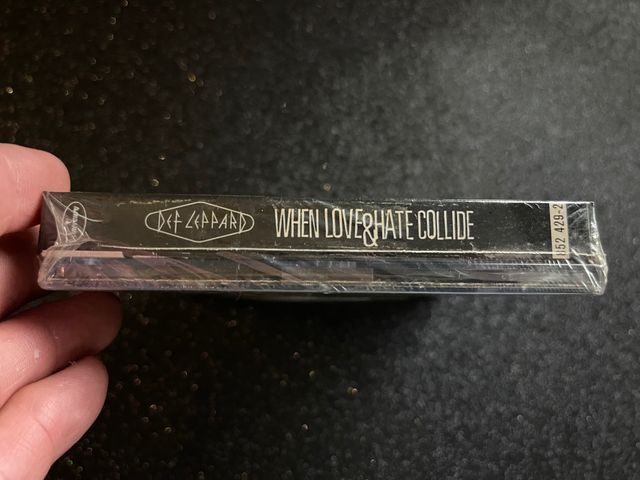 DEF LEPPARD
WHEN LOVE & HATE COLLIDE
852 429-2